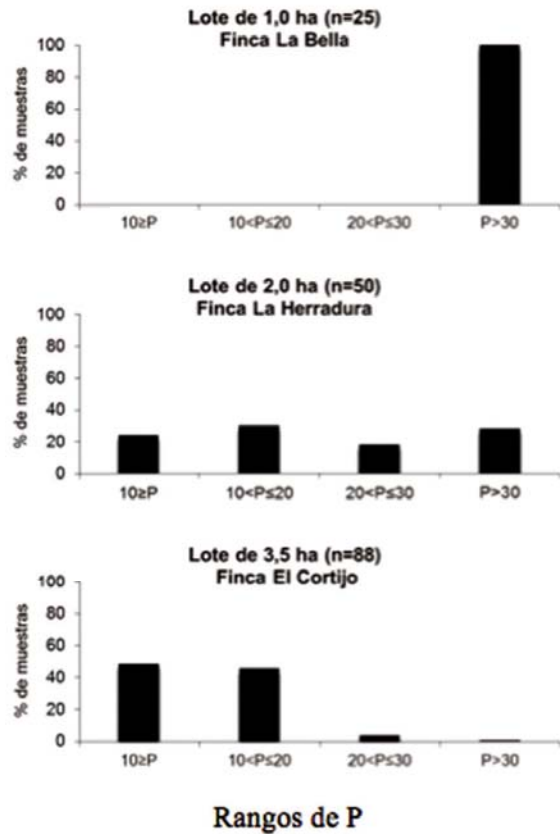 Lote de 1,0 ha (n=25)
Finca La Bella
% de muestras
100
80
60
40
20
0
10≥P 10<P≤20 20<P≤30 P>30
Lote de 2,0 ha (n=50)
Finca La Herradura
% de muestras
100
80
60
40
20
0
10≥P 10<P≤20 20<P≤30 P>30
Lote de 3,5 ha (n=88)
Finca El Cortijo
% de muestras
100
80
60
40
20
0
10≥P 10<P≤20 20<P≤30 P>30
Rangos de P